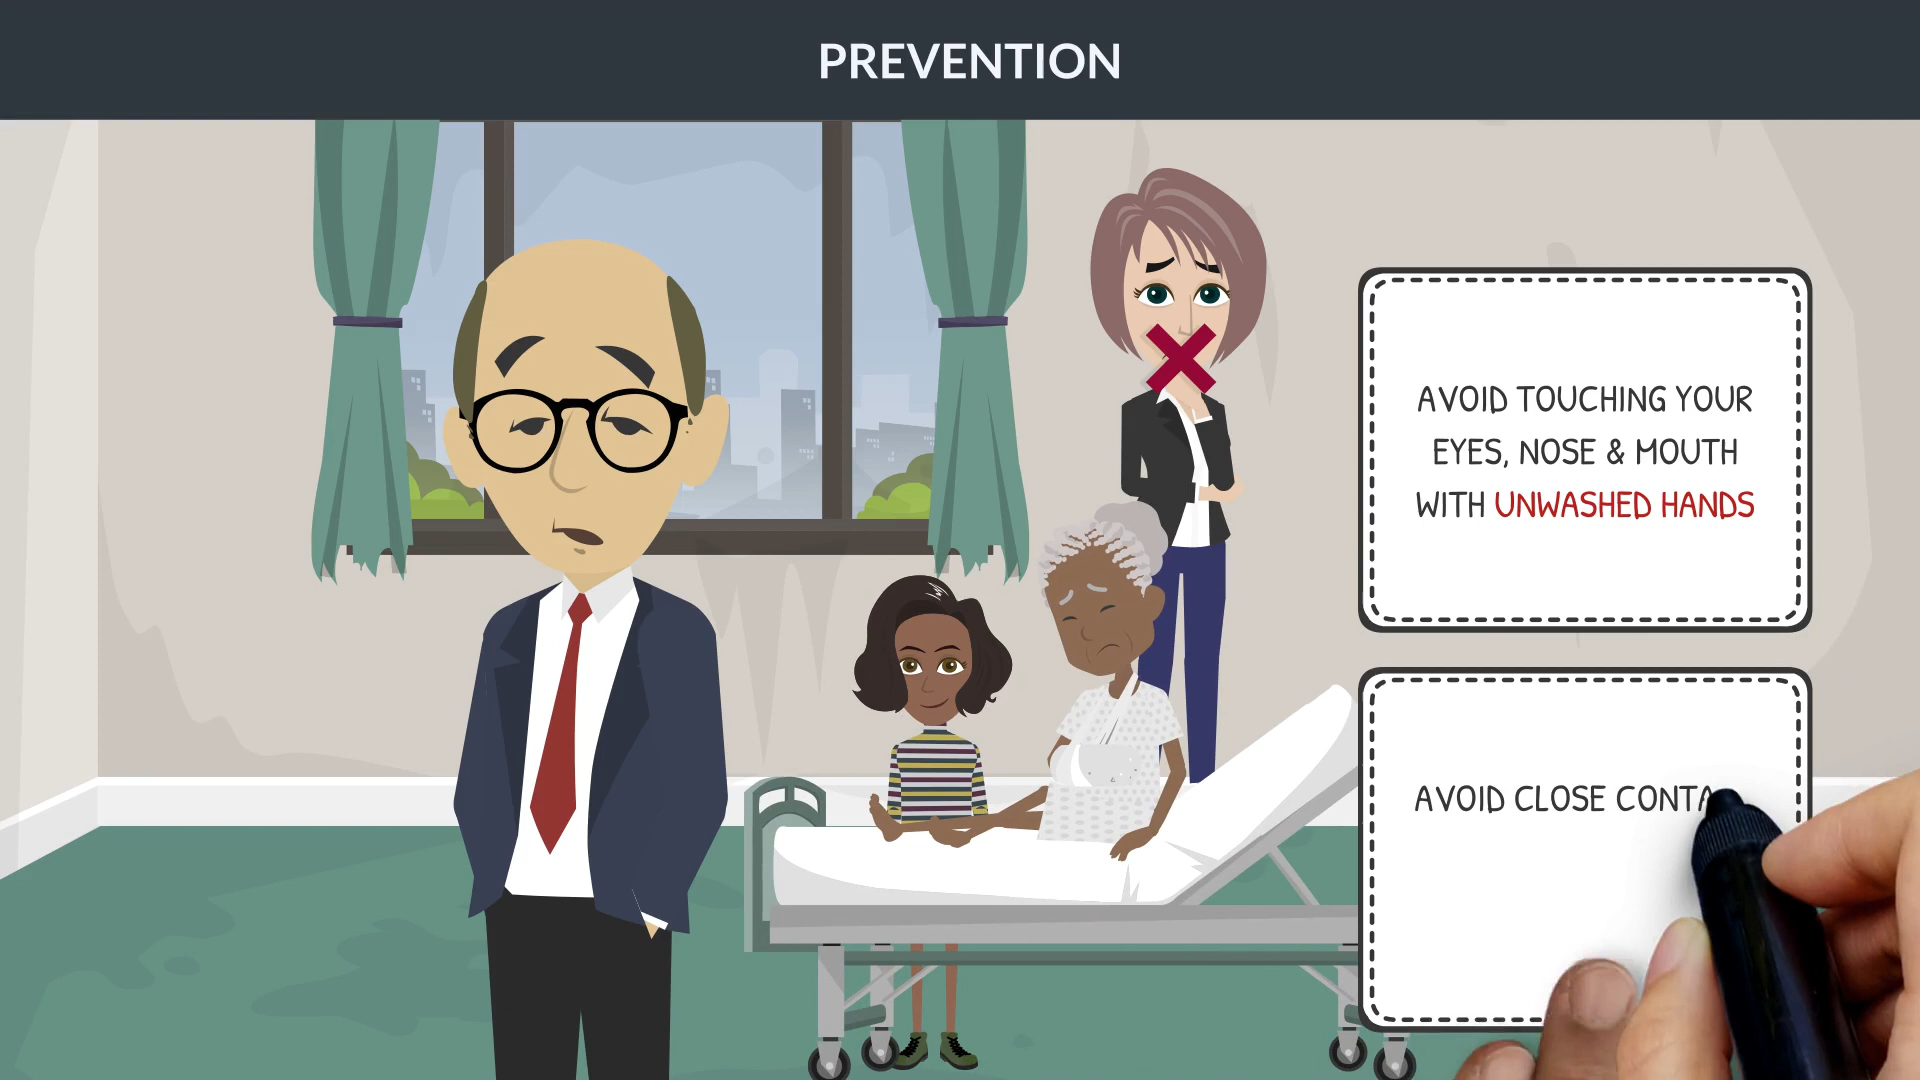 PREVENTION
AVOID TOUCHING YOUR
EYES, NOSE & MOUTH
WITH UNWASHED HANDS
AVOID CLOSE CONTA